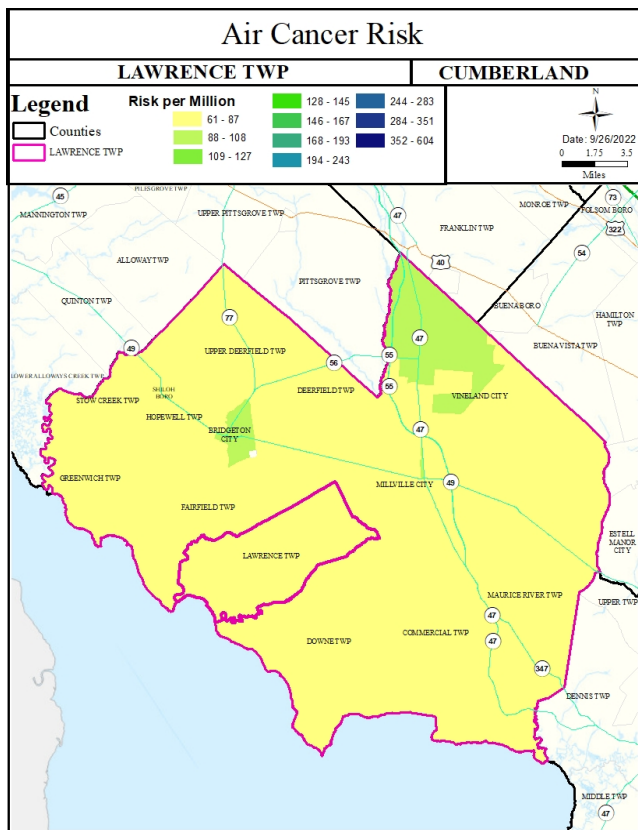 Air Cancer Risk
LAWRENCE TWP
CUMBERLAND
Legend
Counties
LAWRENCE TWP
Risk per Million
61 - 87
88 - 108
109 - 127
128 - 145
146 - 167
168 - 193
194 - 243
244 - 283
284 - 351
352 - 604
N
Date: 9/26/2022
0 1.75 3.5
Miles
PILESGROVE TWP
45
MANNINGTON TWP
UPPER PITTSGROVE TWP
47
FRANKLIN TWP
MONROE TWP
73
FOLSOM BORO
322
54
40
ALLOWAY TWP
PITTSGROVE TWP
QUINTON TWP
BUENA BORO
HAMILTON
TWP
BUENA VISTA TWP
77
47
49
UPPER DEERFIELD TWP
56
55
LOWER ALLOWAYS CREEK TWP
SHILOH
BORO
DEERFIELD TWP
55
VINELAND CITY
STOW CREEK TWP
HOPEWELL TWP
BRIDGETON
CITY
47
GREENWICH TWP
MILLVILLE CITY
49
FAIRFIELD TWP
ESTELL
MANOR
CITY
LAWRENCE TWP
MAURICE RIVER TWP
UPPER TWP
47
DOWNE TWP
COMMERCIAL TWP
47
347
DENNIS TWP
MIDDLE TWP
47